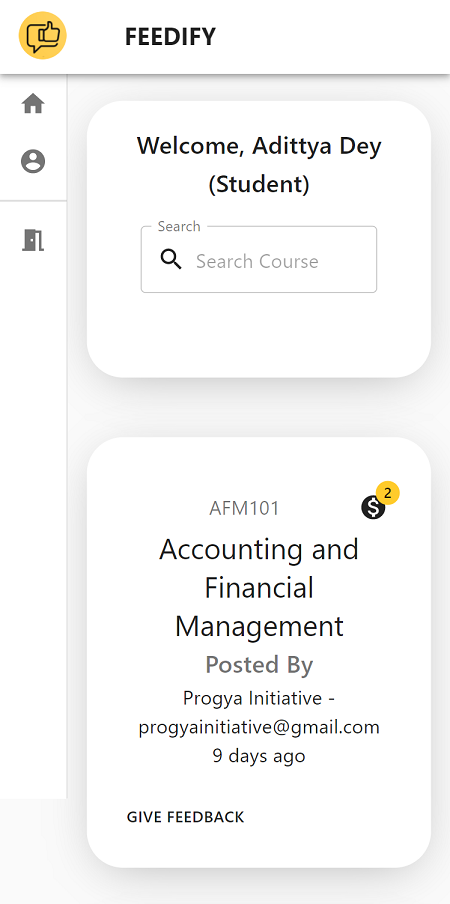 FEEDIFY
Welcome, Adittya Dey
(Student)
Search
Search Course
2
AFM101
Accounting and
Financial
Management
Posted By
Progya Initiative -
progyainitiative@gmail.com
9 days ago
GIVE FEEDBACK